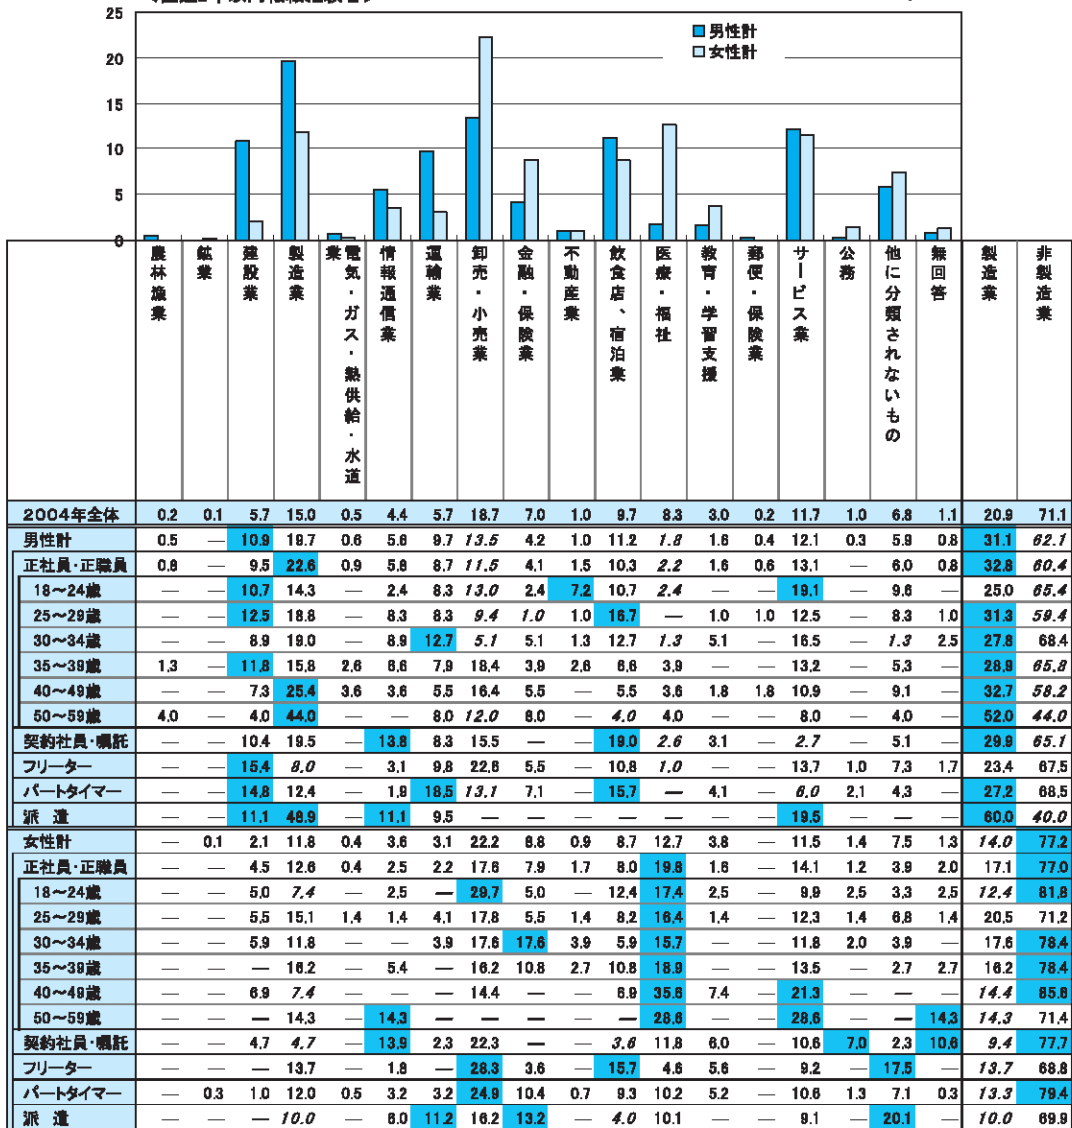 25
20
15
10
5
0
男性計
女性計
農林漁業 鉱業 建設業 製造業 電気・ガス・熱供給・水道業 情報通信業 運輸業 卸売・小売業 金融・保険業 不動産業 飲食店、宿泊業 医療・福祉 教育・学習支援 郵便・保険業 サービス業 公務 他に分類されないもの 無回答 製造業 非製造業
2004年全体 0.2 0.1 5.7 15.0 0.5 4.4 5.7 18.7 7.0 1.0 9.7 8.3 3.0 0.2 11.7 1.0 6.8 1.1 20.9 71.1
男性計 0.5 — 10.9 19.7 0.6 5.6 9.7 13.5 4.2 1.0 11.2 1.8 1.6 0.4 12.1 0.3 5.9 0.8 31.1 62.1
正社員・正職員 0.8 — 9.5 22.6 0.9 5.8 8.7 11.5 4.1 1.5 10.3 2.2 1.6 0.6 13.1 — 6.0 0.8 32.8 60.4
18～24歳 — — 10.7 14.3 — 2.4 8.3 13.0 2.4 7.2 10.7 2.4 — — 19.1 — 9.6 — 25.0 65.4
25～29歳 — — 12.5 18.8 — 8.3 8.3 9.4 1.0 1.0 16.7 — 1.0 1.0 12.5 — 8.3 1.0 31.3 59.4
30～34歳 — — 8.9 19.0 — 8.9 12.7 5.1 5.1 1.3 12.7 1.3 5.1 — 16.5 — 1.3 2.5 27.8 68.4
35～39歳 1.3 — 11.8 15.8 2.6 6.6 7.9 18.4 3.9 2.6 6.6 3.9 — — 13.2 — 5.3 — 28.9 65.8
40～49歳 — — 7.3 25.4 3.6 3.6 5.5 16.4 5.5 — 5.5 3.6 1.8 1.8 10.9 — 9.1 — 32.7 58.2
50～59歳 4.0 — 4.0 44.0 — — 8.0 12.0 8.0 — 4.0 4.0 — — 8.0 — 4.0 — 52.0 44.0
契約社員・嘱託 — — 10.4 19.5 — 13.8 8.3 15.5 — — 19.0 2.6 3.1 — 2.7 — 5.1 — 29.9 65.1
フリーター — — 15.4 8.0 — 3.1 9.8 22.6 5.5 — 10.8 1.0 — — 13.7 1.0 7.3 1.7 23.4 67.5
パートタイマー — — 14.8 12.4 — 1.9 18.5 13.1 7.1 — 15.7 — 4.1 — 6.0 2.1 4.3 — 27.2 68.5
派 遣 — — 11.1 48.9 — 11.1 9.5 — — — — — — — 19.5 — — — 60.0 40.0
女性計 — 0.1 2.1 11.8 0.4 3.6 3.1 22.2 8.8 0.9 8.7 12.7 3.8 — 11.5 1.4 7.5 1.3 14.0 77.2
正社員・正職員 — — 4.5 12.6 0.4 2.5 2.2 17.6 7.9 1.7 8.0 19.8 1.6 — 14.1 1.2 3.9 2.0 17.1 77.0
18～24歳 — — 5.0 7.4 — 2.5 — 29.7 5.0 — 12.4 17.4 2.5 — 9.9 2.5 3.3 2.5 12.4 81.8
25～29歳 — — 5.5 15.1 1.4 1.4 4.1 17.8 5.5 1.4 8.2 16.4 1.4 — 12.3 1.4 6.8 1.4 20.5 71.2
30～34歳 — — 5.9 11.8 — — 3.9 17.6 17.6 3.9 5.9 15.7 — — 11.8 2.0 3.9 — 17.6 78.4
35～39歳 — — — 16.2 — 5.4 — 16.2 10.8 2.7 10.8 18.9 — — 13.5 — 2.7 2.7 16.2 78.4
40～49歳 — — 6.9 7.4 — — — 14.4 — — 6.9 35.6 7.4 — 21.3 — — — 14.4 85.6
50～59歳 — — — 14.3 — 14.3 — — — — — 28.6 — — 28.6 — — 14.3 14.3 71.4
契約社員・嘱託 — — 4.7 4.7 — 13.9 2.3 22.3 — — 3.6 11.8 6.0 — 10.6 7.0 2.3 10.6 9.4 77.7
フリーター — — — 13.7 — 1.8 — 28.3 3.6 — 15.7 4.6 5.6 — 9.2 — 17.5 — 13.7 68.8
パートタイマー — 0.3 1.0 12.0 0.5 3.2 3.2 24.9 10.4 0.7 9.3 10.2 5.2 — 10.6 1.3 7.1 0.3 13.3 79.4
派 遣 — — — 10.0 — 6.0 11.2 16.2 13.2 — 4.0 10.1 — — 9.1 — 20.1 — 10.0 69.9